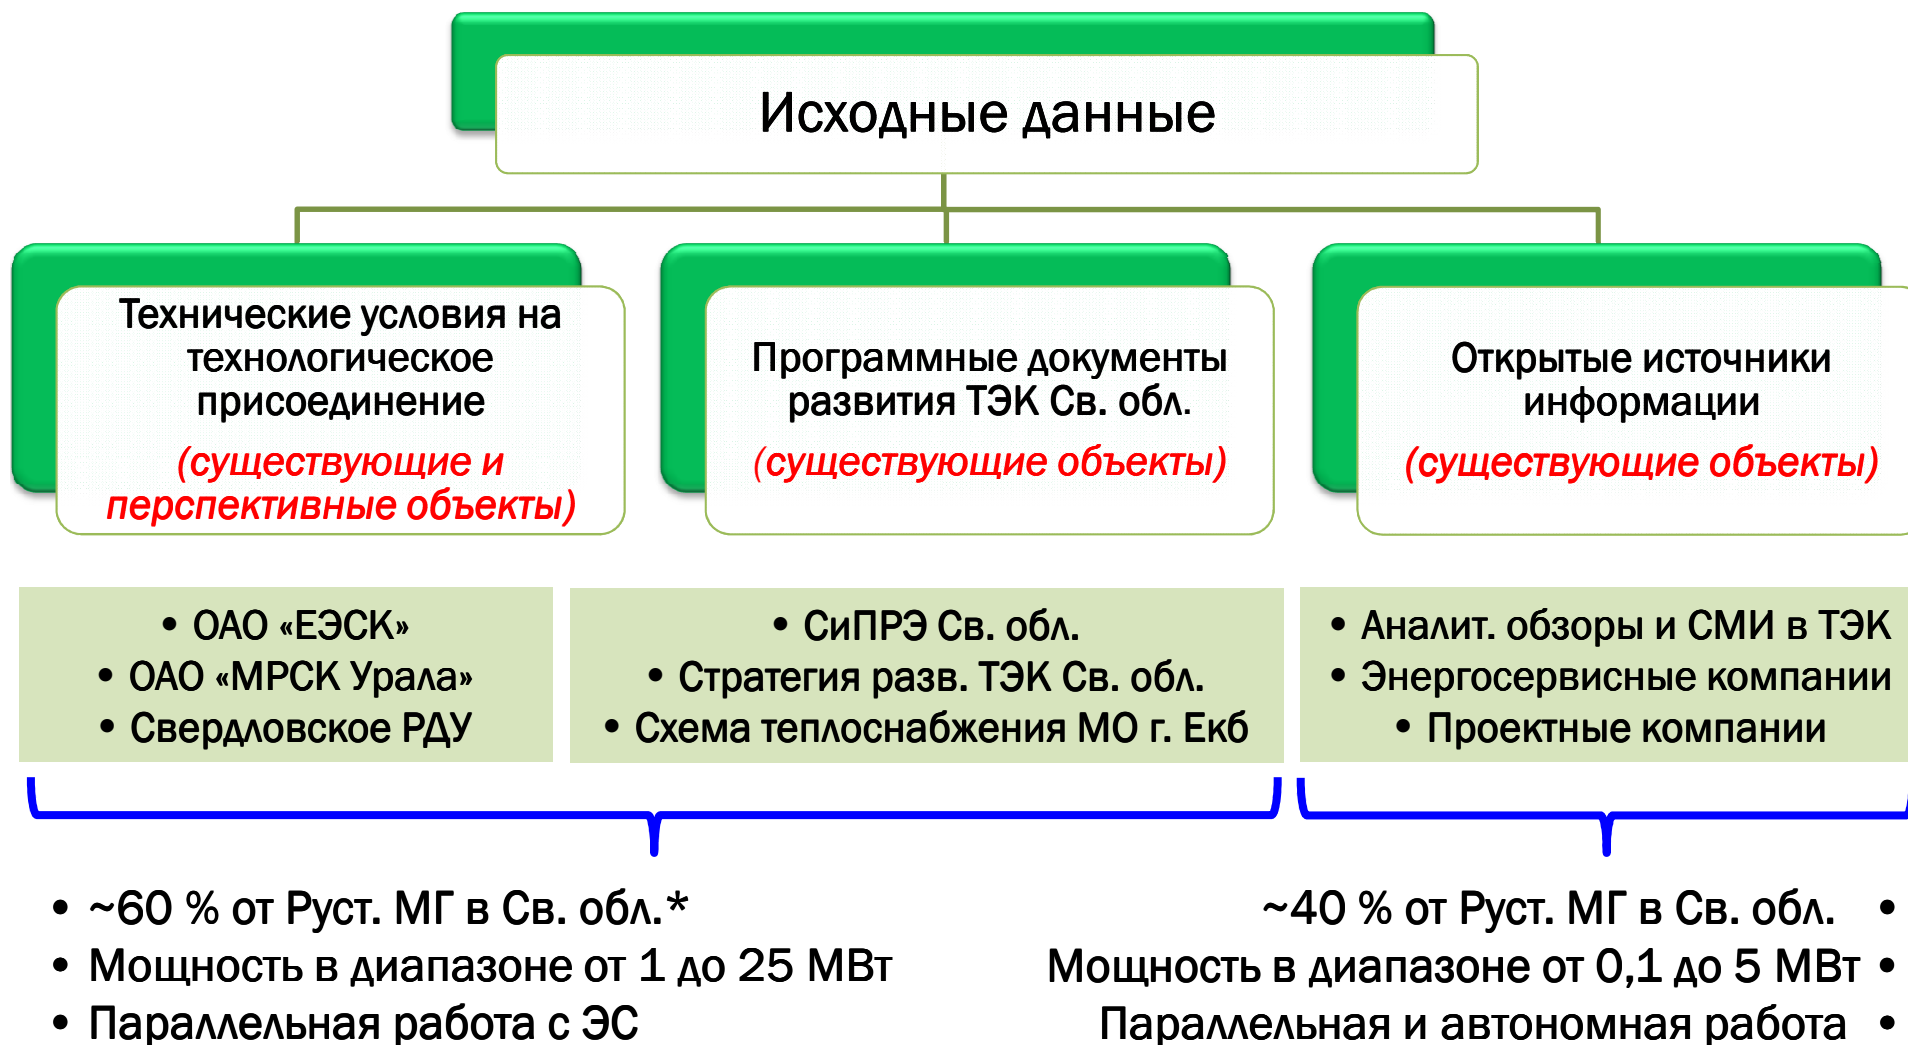 Исходные данные
Технические условия на
технологическое
присоединение
(существующие и
перспективные объекты)
Программные документы
развития ТЭК Св. обл.
(существующие объекты)
Открытые источники
информации
(существующие объекты)
• ОАО «ЕЭСК»
• ОАО «МРСК Урала»
• Свердловское РДУ
• СиПРЭ Св. обл.
• Стратегия разв. ТЭК Св. обл.
• Схема теплоснабжения МО г. Екб
• Аналит. обзоры и СМИ в ТЭК
• Энергосервисные компании
• Проектные компании
• ~60 % от Руст. МГ в Св. обл.*
• Мощность в диапазоне от 1 до 25 МВт
• Параллельная работа с ЭС
~40 % от Руст. МГ в Св. обл. •
Мощность в диапазоне от 0,1 до 5 МВт •
Параллельная и автономная работа •